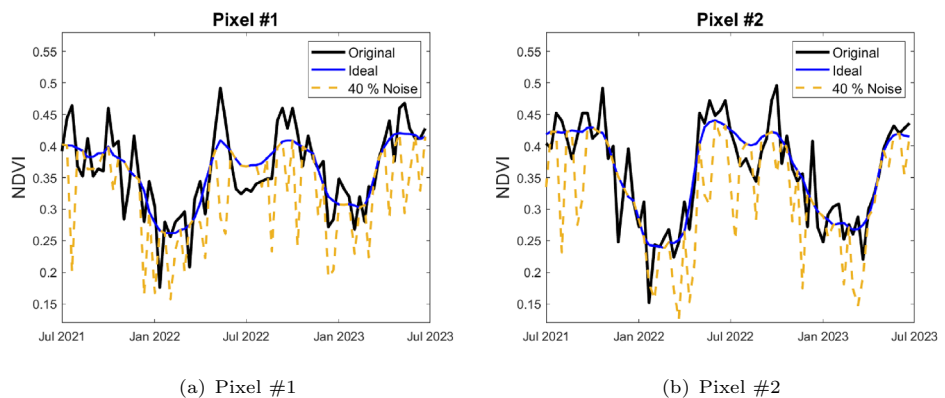 Pixel #1
NDVI
0.55
0.5
0.45
0.4
0.35
0.3
0.25
0.2
0.15
Original
Ideal
40 % Noise
Jul 2021 Jan 2022 Jul 2022 Jan 2023 Jul 2023
(a) Pixel #1
Pixel #2
NDVI
0.55
0.5
0.45
0.4
0.35
0.3
0.25
0.2
0.15
Original
Ideal
40 % Noise
Jul 2021 Jan 2022 Jul 2022 Jan 2023 Jul 2023
(b) Pixel #2